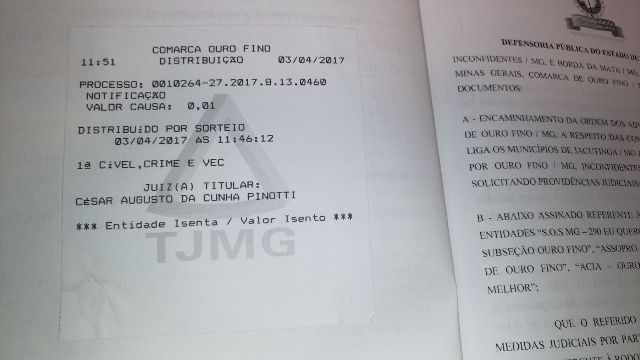 COMARCA OURO FINO
11:51 DISTRIBUIÇÃO 03/04/2017
PROCESSO: 0010264-27.2017.8.13.0460
NOTIFICAÇÃO
VALOR CAUSA: 0,01
DISTRIBUíDO POR SORTEIO
03/04/2017 ÀS 11:46:12
1ª CíVEL,CRIME E VEC
JUIZ(A) TITULAR:
CéSAR AUGUSTO DA CUNHA PINOTTI
*** Entidade Isenta / Valor Isento ***
TJMG
DEFENSORIA PÚBLICA DO ESTADO DE
INCONFIDENTES / MG, E BORDA DA MATA / MG
MINAS GERAIS, COMARCA DE OURO FINO /
DOCUMENTOS:
A - ENCAMINHAMENTO DA ORDEM DOS
DE OURO FINO / MG, A RESPEITO DAS
LIGA OS MUNICÍPIOS DE JACUTINGA / MG
POR OURO FINO / MG, INCONFIDENTES
SOLICITANDO PROVIDÊNCIAS JUDICIAIS
B - ABAIXO ASSINADO REFERENTE
ENTIDADES "S.O.S MG – 290 EU
SUBSEÇÃO OURO FINO", "ASSOPRO
DE OURO FINO", "ACIA – OURO
MELHOR";
QUE O REFERIDO
MEDIDAS JUDICIAIS POR